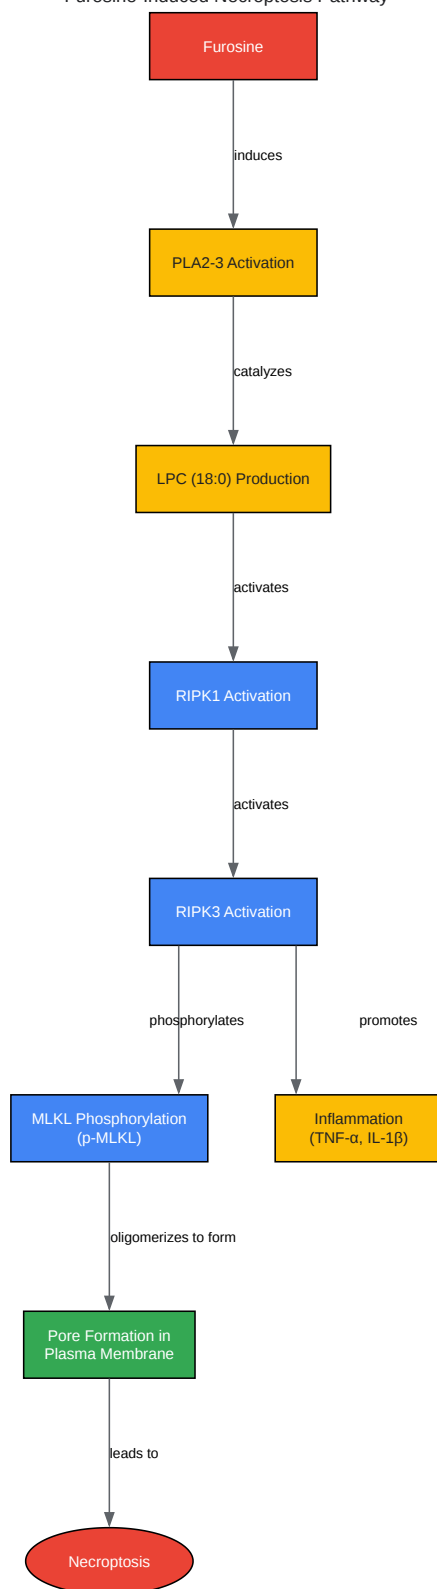 Furosine-Induced Necroptosis Pathway
Furosine
induces
PLA2-3 Activation
catalyzes
LPC (18:0) Production
activates
RIPK1 Activation
activates
RIPK3 Activation
phosphorylates
promotes
MLKL Phosphorylation
(p-MLKL)
Inflammation
(TNF-α, IL-1β)
oligomerizes to form
Pore Formation in
Plasma Membrane
leads to
Necroptosis